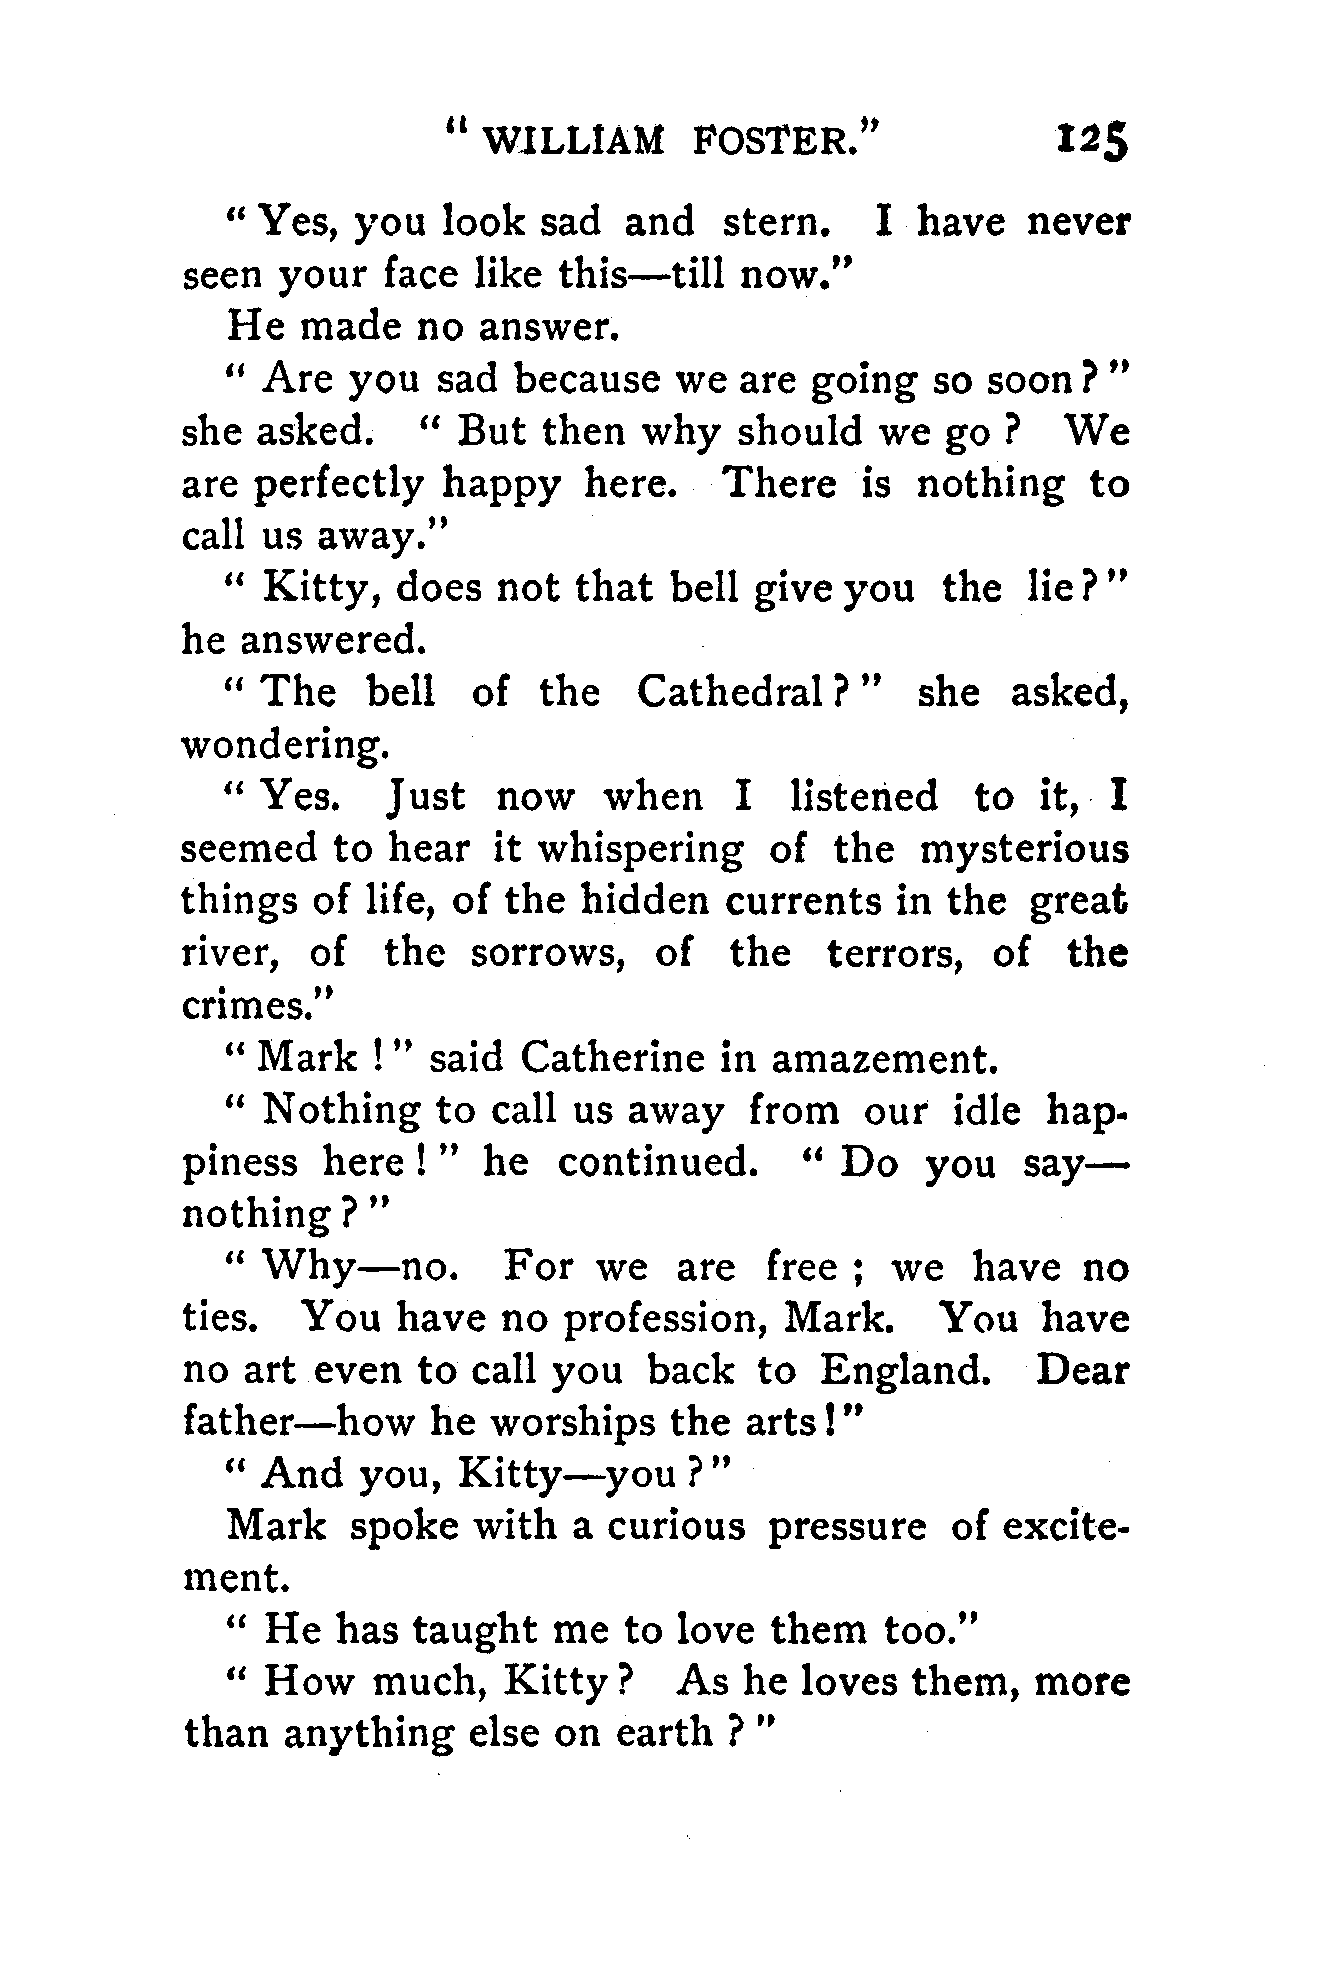 “ WILLIAM FOSTER.” 125
“ Yes, you look sad and stern. I have never
seen your face like this—till now.”
He made no answer.
“ Are you sad because we are going so soon? ”
she asked. “ But then why should we go ? We
are perfectly happy here. There is nothing to
call us away.”
“ Kitty, does not that bell give you the lie? ”
he answered.
“ The bell of the Cathedral? ” she asked,
wondering.
“ Yes. Just now when I listened to it, I
seemed to hear it whispering of the mysterious
things of life, of the hidden currents in the great
river, of the sorrows, of the terrors, of the
crimes.”
“ Mark ! ” said Catherine in amazement.
“ Nothing to call us away from our idle hap-
piness here ! ” he continued. “ Do you say—
nothing ? ”
“ Why—no. For we are free ; we have no
ties. You have no profession, Mark. You have
no art even to call you back to England. Dear
father—how he worships the arts ! ”
“ And you, Kitty—you ? ”
Mark spoke with a curious pressure of excite-
ment.
“ He has taught me to love them too.”
“ How much, Kitty ? As he loves them, more
than anything else on earth ? ”